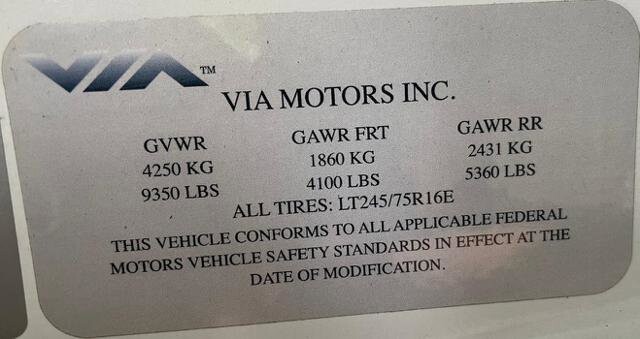 VIA™
VIA MOTORS INC.
GVWR GAWR FRT GAWR RR
4250 KG 1860 KG 2431 KG
9350 LBS 4100 LBS 5360 LBS
ALL TIRES: LT245/75R16E
THIS VEHICLE CONFORMS TO ALL APPLICABLE FEDERAL
MOTORS VEHICLE SAFETY STANDARDS IN EFFECT AT THE
DATE OF MODIFICATION.